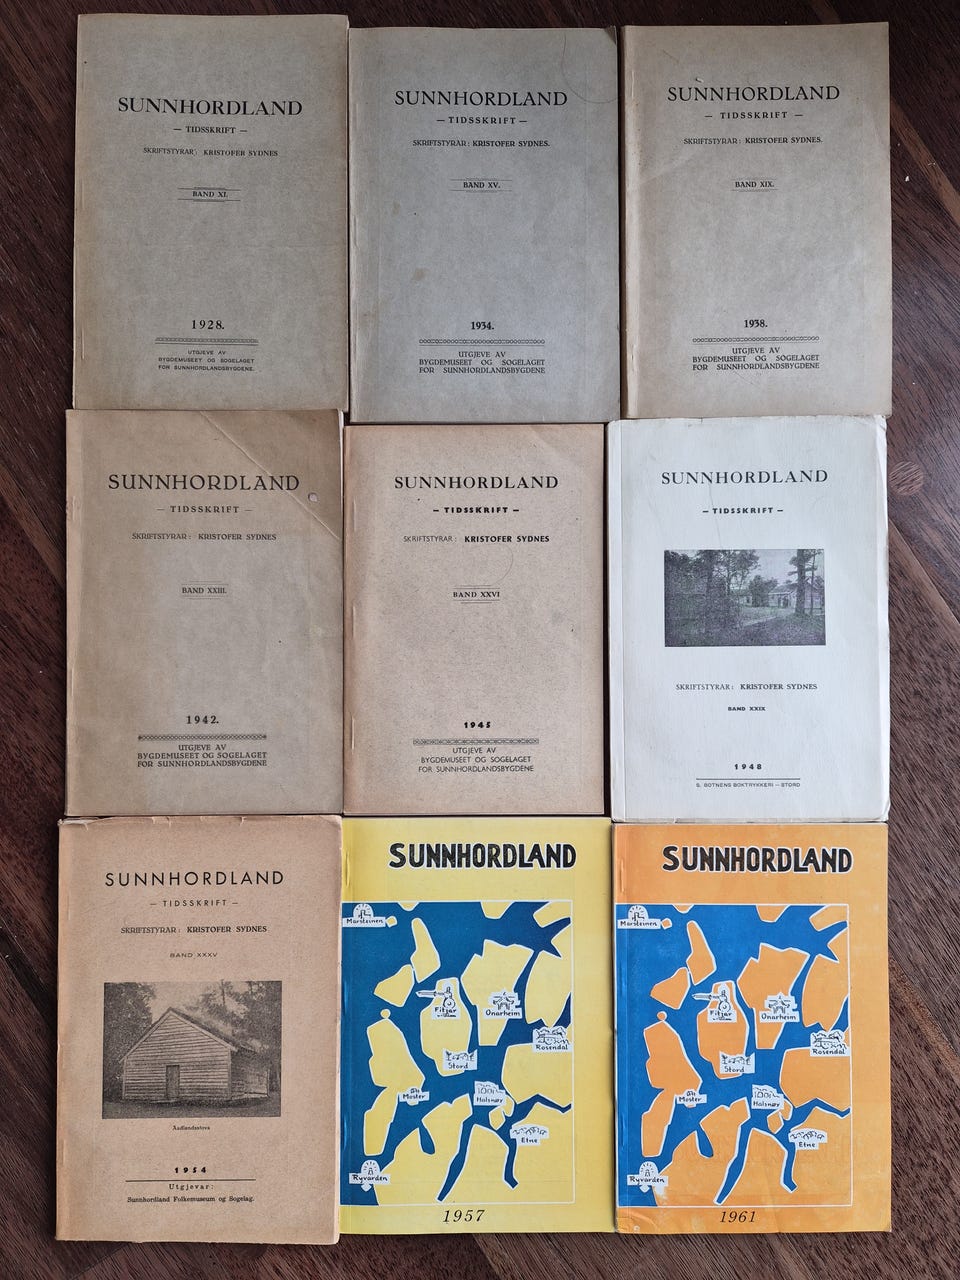 SUNNHORDLAND
— TIDSSKRIFT —
SKRIFTSTYRAR: KRISTOFER SYDNES
BAND XI.
1928.
UTGJEVE AV
BYGDEMUSEET OG SOGELAGET
FOR SUNNHORDLANDSBYGDENE.
SUNNHORDLAND
— TIDSSKRIFT —
SKRIFTSTYRAR: KRISTOFER SYDNES.
BAND XV.
1934.
UTGJEVE AV
BYGDEMUSEET OG SOGELAGET
FOR SUNNHORDLANDSBYGDENE
SUNNHORDLAND
— TIDSSKRIFT —
SKRIFTSTYRAR: KRISTOFER SYDNES.
BAND XIX.
1938.
UTGJEVE AV
BYGDEMUSEET OG SOGELAGET
FOR SUNNHORDLANDSBYGDENE
SUNNHORDLAND
— TIDSSKRIFT —
SKRIFTSTYRAR: KRISTOFER SYDNES
BAND XXIII.
1942.
UTGJEVE AV
BYGDEMUSEET OG SOGELAGET
FOR SUNNHORDLANDSBYGDENE
SUNNHORDLAND
— TIDSSKRIFT —
SKRIFTSTYRAR: KRISTOFER SYDNES
BAND XXVI
1945
UTGJEVE AV
BYGDEMUSEET OG SOGELAGET
FOR SUNNHORDLANDSBYGDENE
SUNNHORDLAND
— TIDSSKRIFT —
SKRIFTSTYRAR: KRISTOFER SYDNES
BAND XXIX
1948
S. BOTNENS BOKTRYKKERI — STORD
SUNNHORDLAND
— TIDSSKRIFT —
SKRIFTSTYRAR: KRISTOFER SYDNES
BAND XXXV
Aadlandsstova
1954
Utgjevar:
Sunnhordland Folkemuseum og Sogelag.
SUNNHORDLAND
Marsteinen
Fitjar
Onarheim
Rosendal
Stord
Moster
Halsnøy
Etne
Ryvarden
1957
SUNNHORDLAND
Marsteinen
Fitjar
Onarheim
Rosendal
Stord
Moster
Halsnøy
Etne
Ryvarden
1961